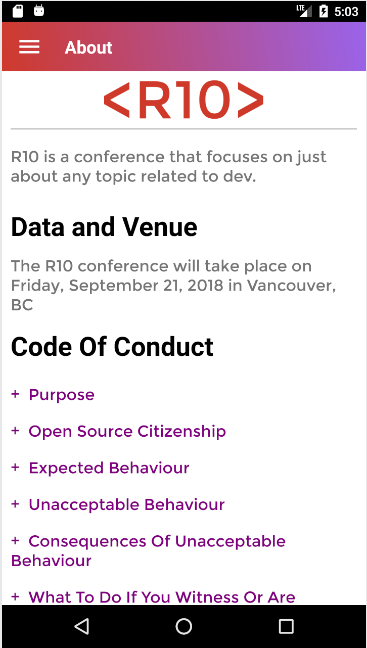 LTE 5:03
About
<R10>
R10 is a conference that focuses on just
about any topic related to dev.
Data and Venue
The R10 conference will take place on
Friday, September 21, 2018 in Vancouver,
BC
Code Of Conduct
+ Purpose
+ Open Source Citizenship
+ Expected Behaviour
+ Unacceptable Behaviour
+ Consequences Of Unacceptable
Behaviour
+ What To Do If You Witness Or Are